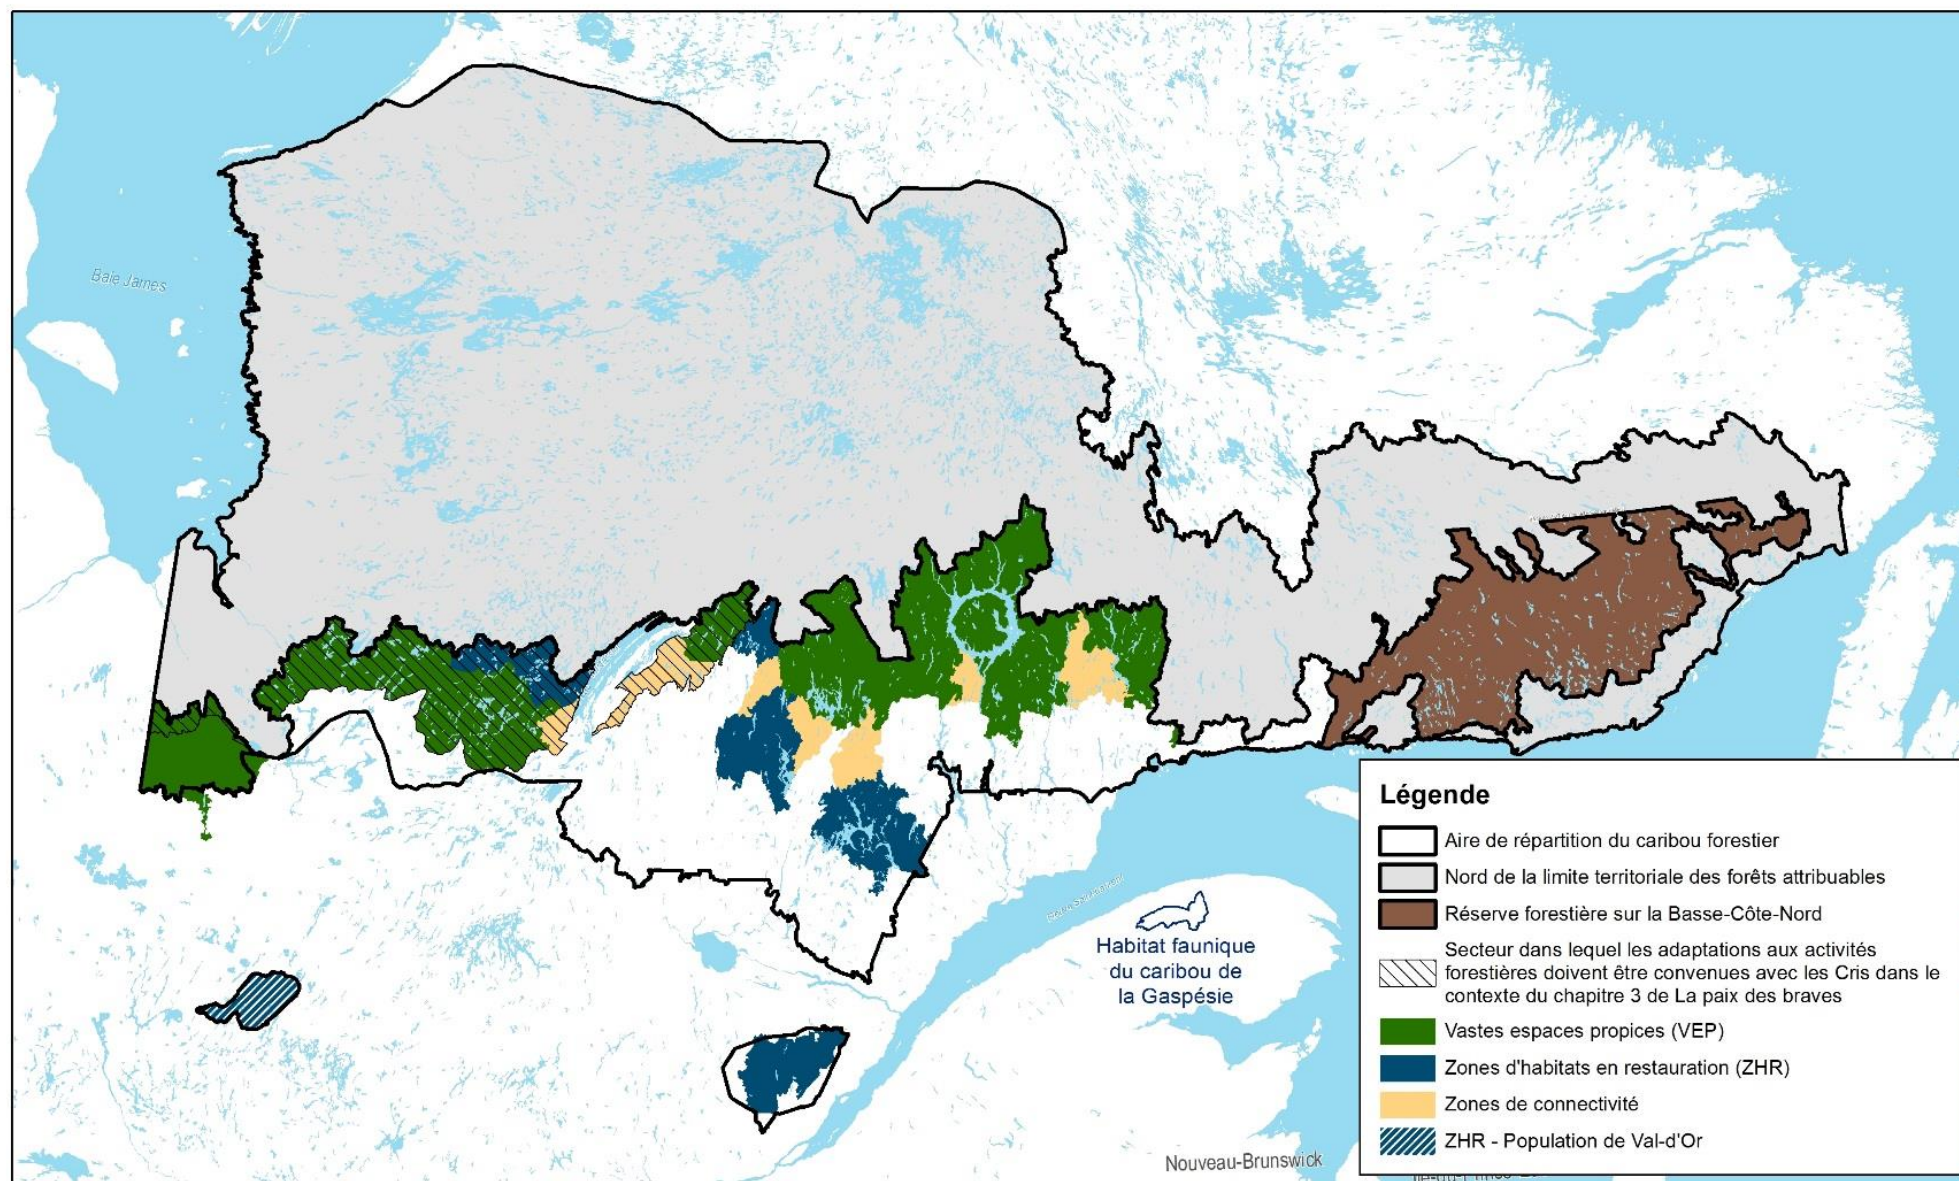 Baie James
Habitat faunique
du caribou de
la Gaspésie
Nouveau-Brunswick
Légende
Aire de répartition du caribou forestier
Nord de la limite territoriale des forêts attribuables
Réserve forestière sur la Basse-Côte-Nord
Secteur dans lequel les adaptations aux activités
forestières doivent être convenues avec les Cris dans le
contexte du chapitre 3 de La paix des braves
Vastes espaces propices (VEP)
Zones d'habitats en restauration (ZHR)
Zones de connectivité
ZHR - Population de Val-d'Or